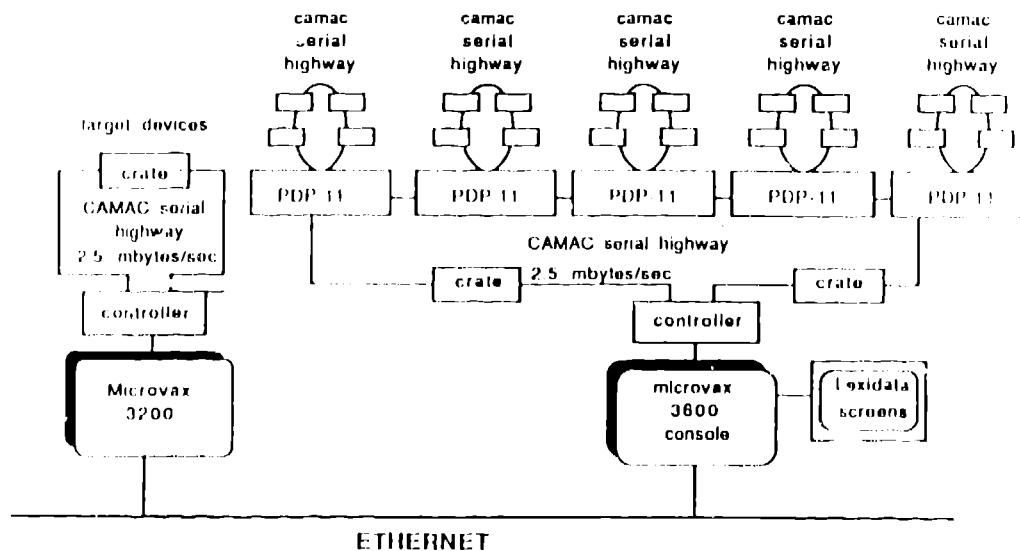 camac
serial
highway
camac
serial
highway
camac
serial
highway
camac
serial
highway
camac
serial
highway
target devices
crate
CAMAC serial
highway
2.5 mbytes/sec
controller
Microvax
3200
PDP-11
PDP-11
PDP-11
PDP-11
PDP-11
CAMAC serial highway
2.5 mbytes/sec
crate
crate
controller
microvax
3600
console
Lexidata
screens
ETHERNET